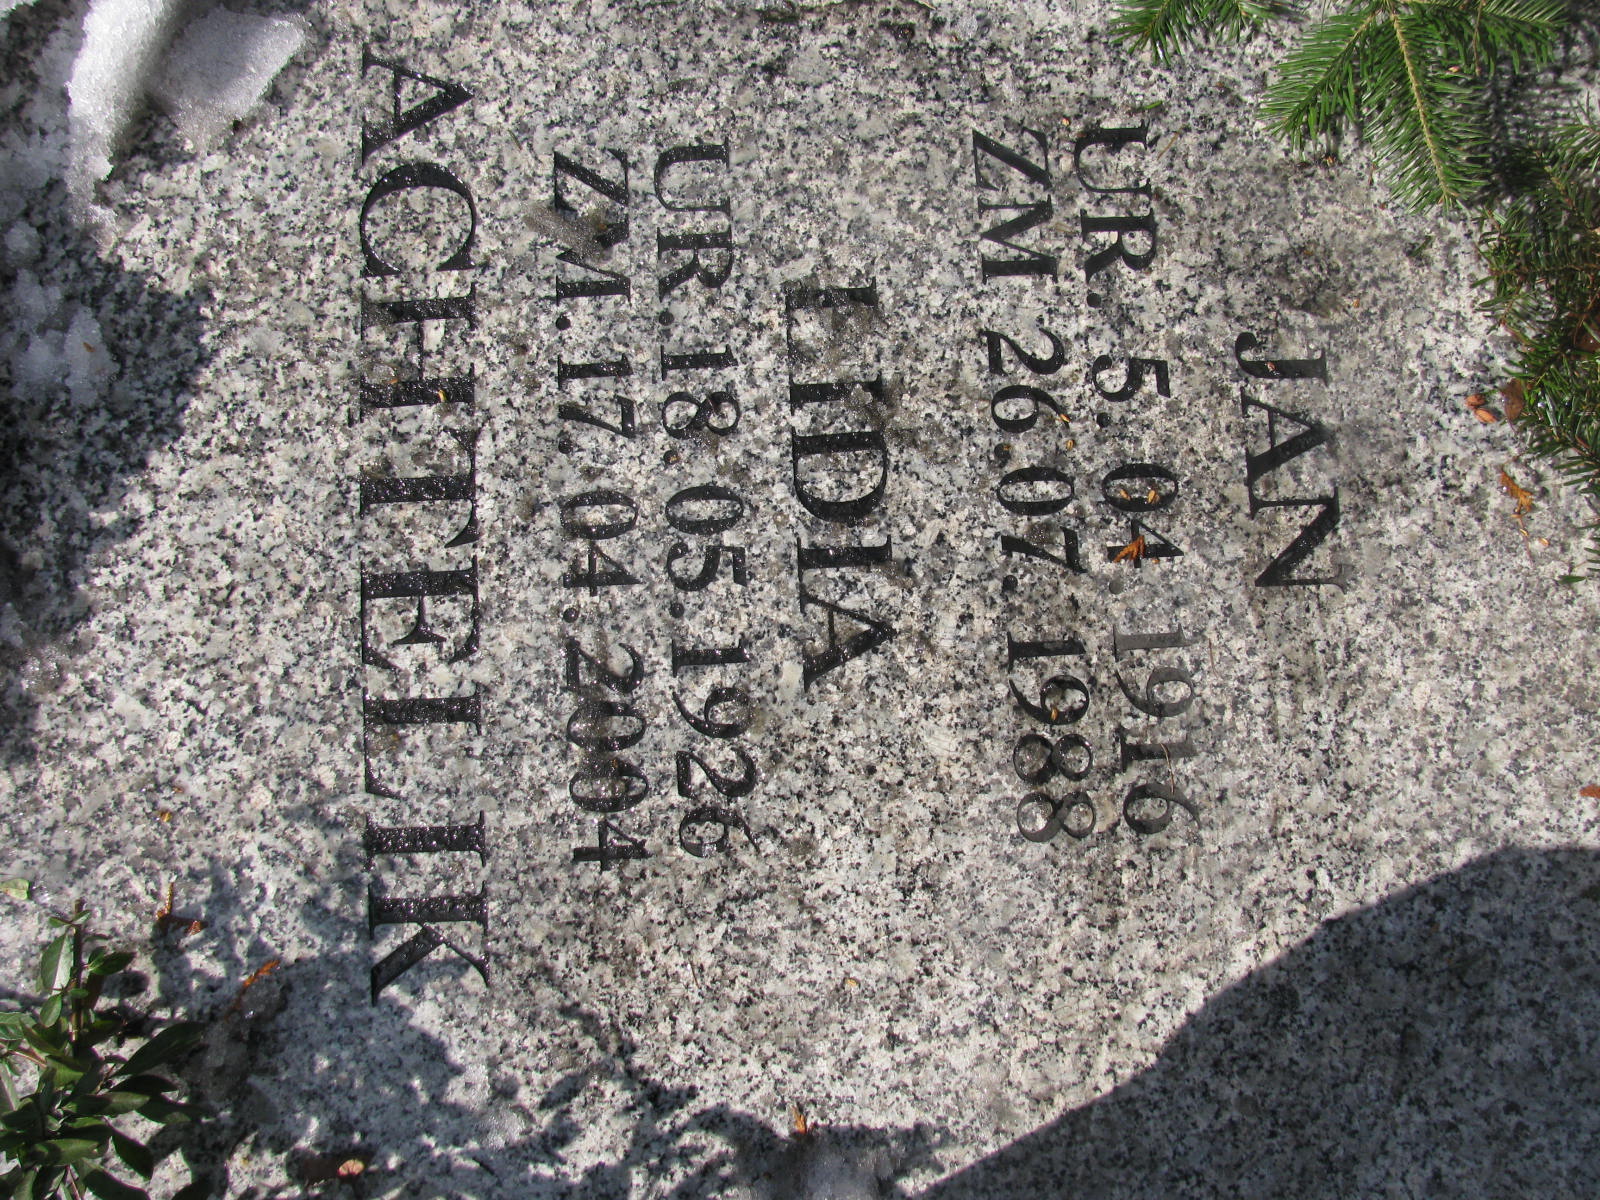 JAN
UR. 5.04 1916
ZM 26.07.1988
LIDIA
UR.18.05.1926
ZM.17.04.2004
ACHTELIK